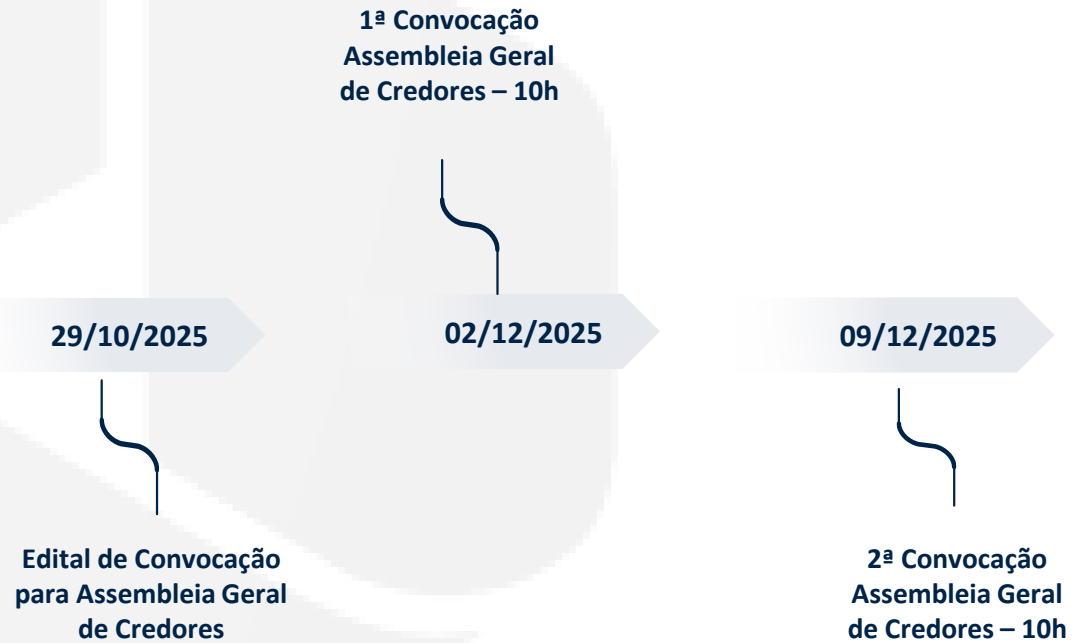 1ª Convocação
Assembleia Geral
de Credores – 10h
29/10/2025
02/12/2025
09/12/2025
Edital de Convocação
para Assembleia Geral
de Credores
2ª Convocação
Assembleia Geral
de Credores – 10h